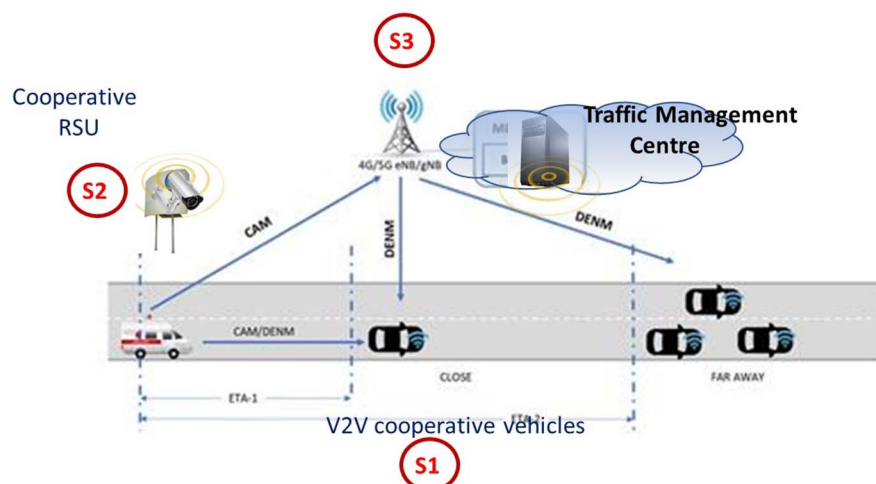 S3
Cooperative
RSU
Traffic Management
Centre
4G/5G eNB/gNB
S2
CAM
DENM
DENM
CAM/DENM
CLOSE
FAR AWAY
ETA-1
V2V cooperative vehicles
S1